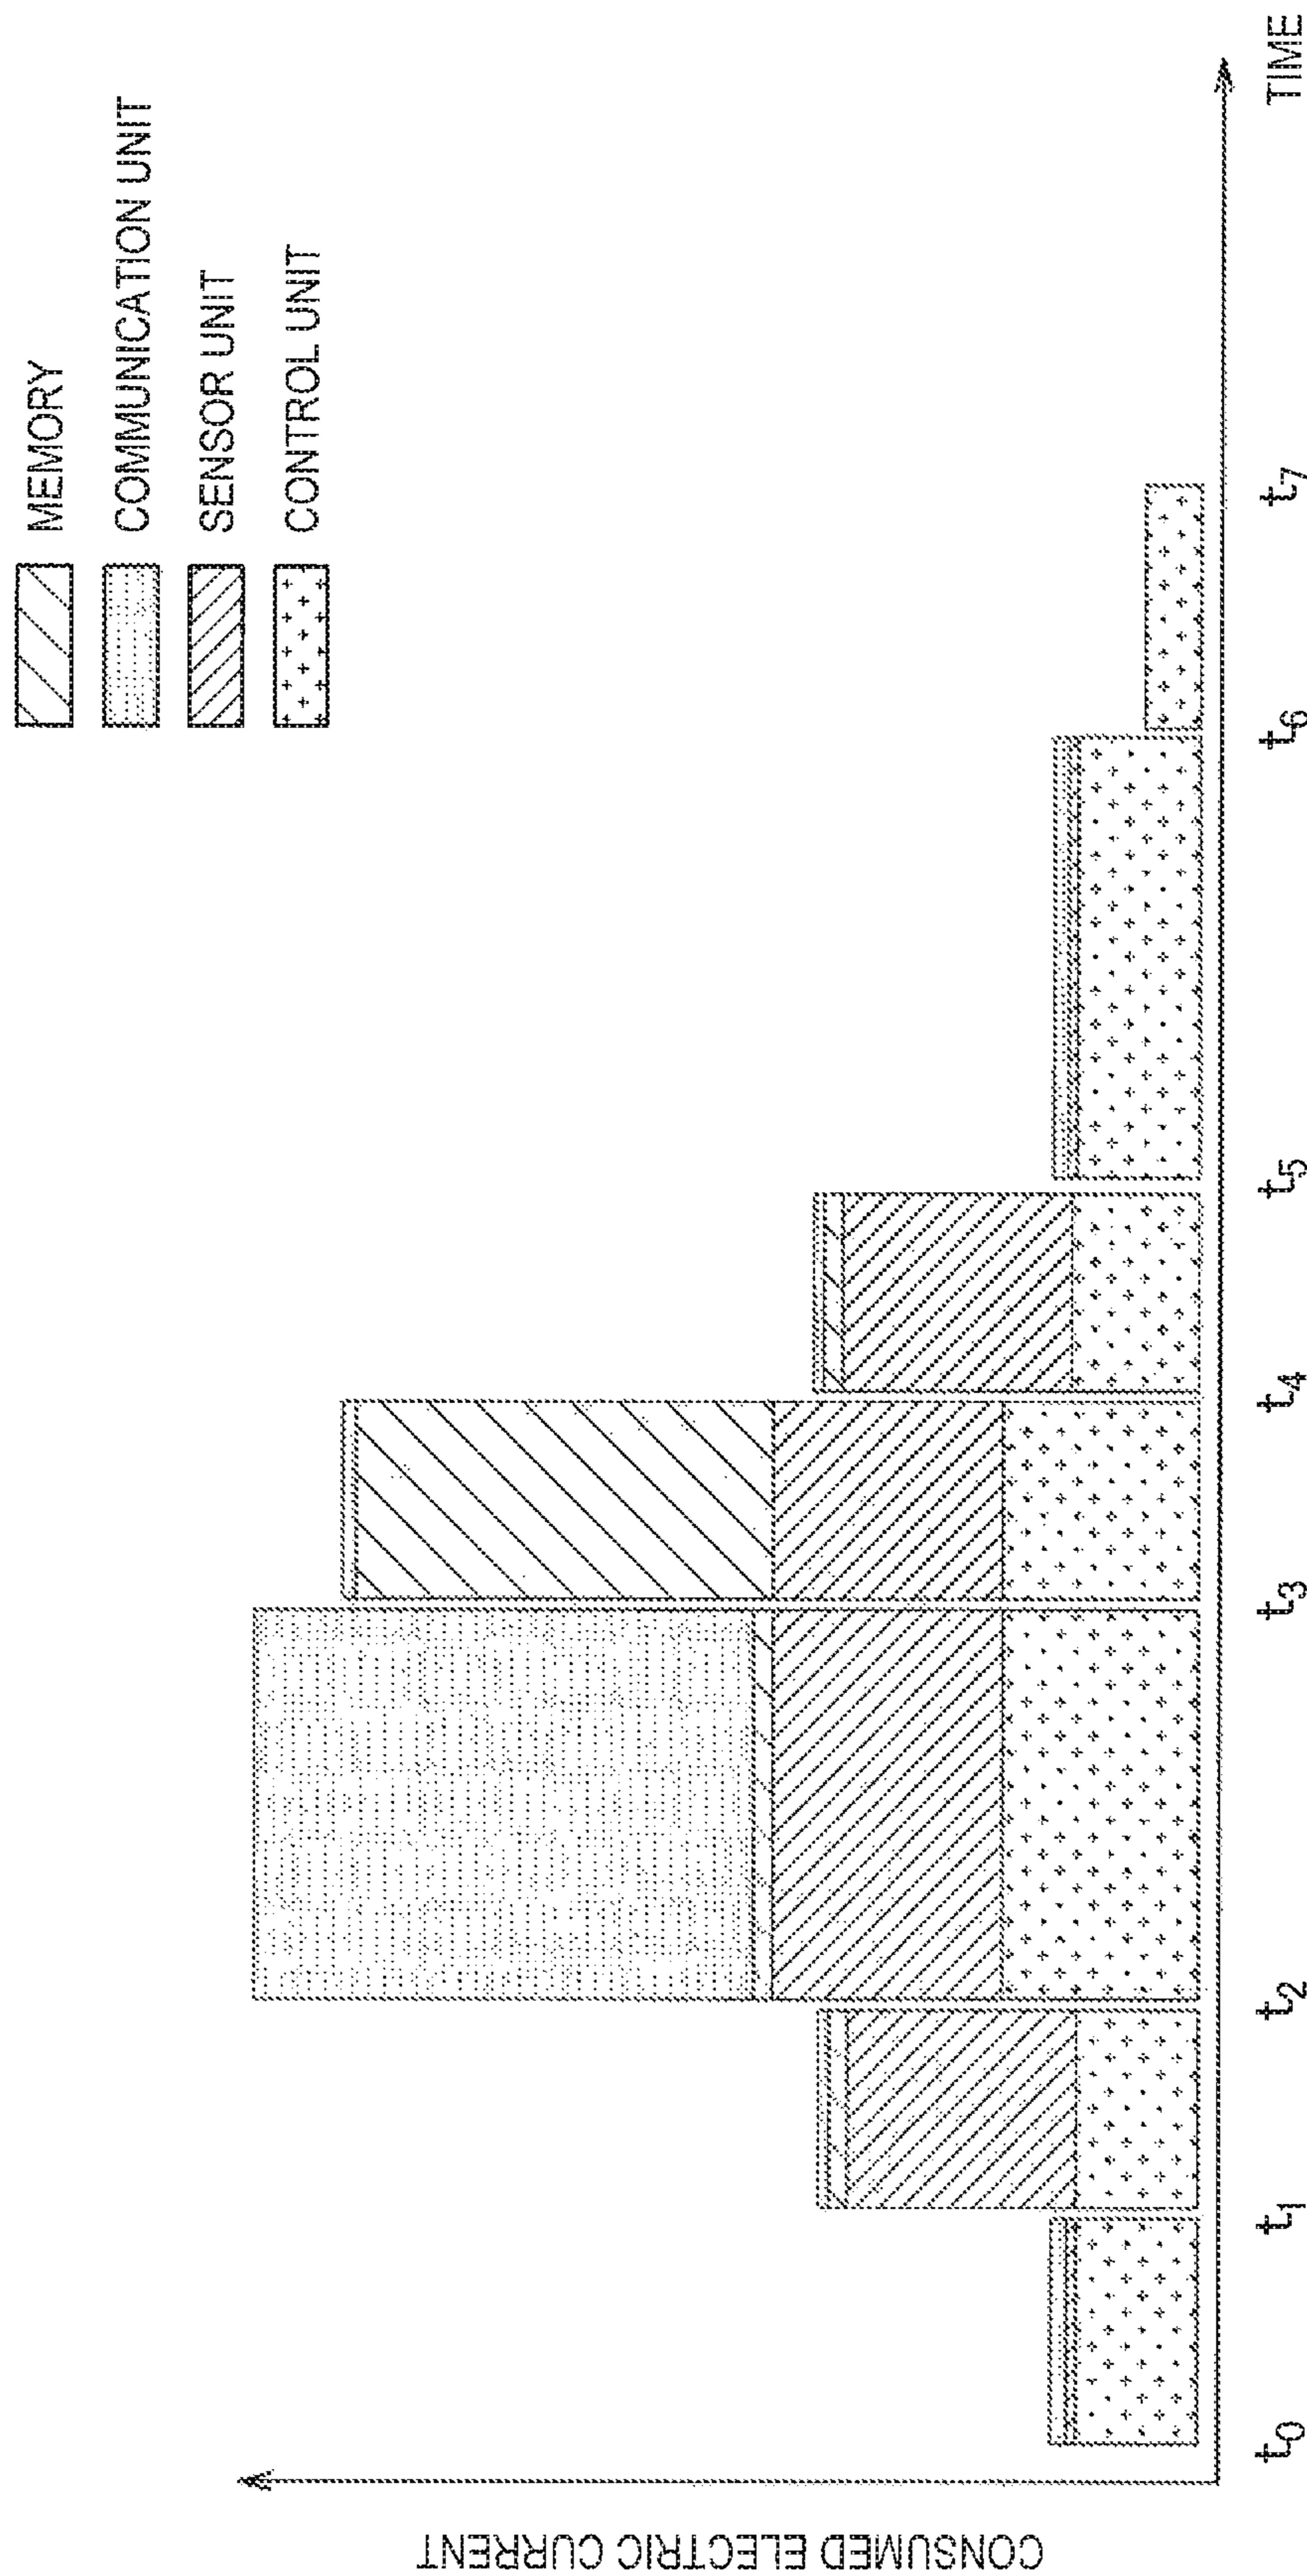 MEMORY
COMMUNICATION UNIT
SENSOR UNIT
CONTROL UNIT
CONSUMED ELECTRIC CURRENT
t0 t1 t2 t3 t4 t5 t6 t7
TIME